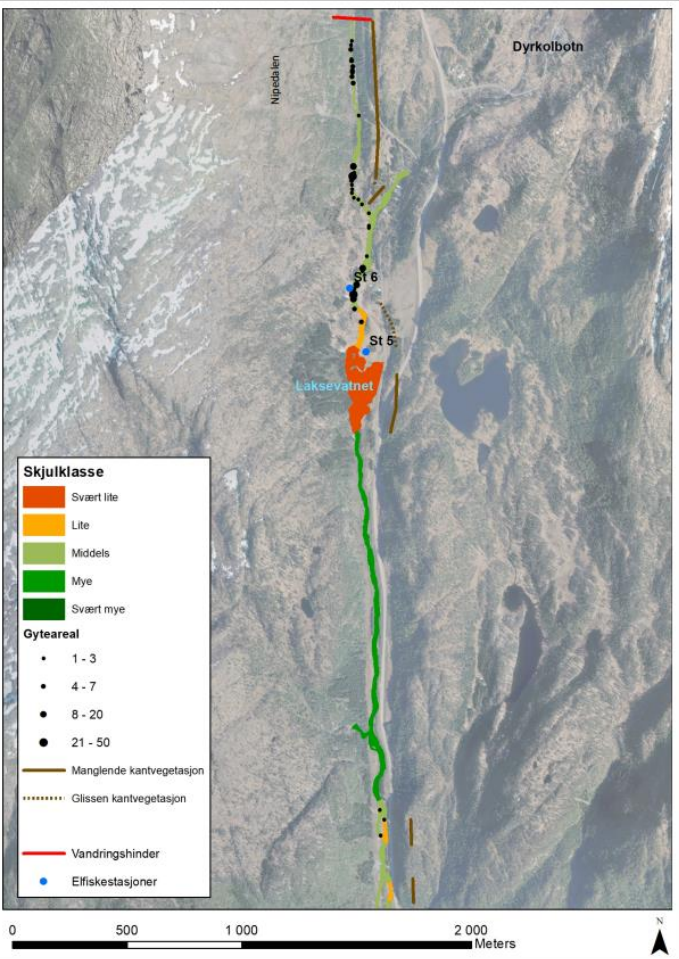 Dyrkolbotn
Nipedalen
St 6
St 5
Laksevatnet
Skjulklasse
Svært lite
Lite
Middels
Mye
Svært mye
Gyteareal
1 - 3
4 - 7
8 - 20
21 - 50
Manglende kantvegetasjon
Glissen kantvegetasjon
Vandringshinder
Elfiskestasjoner
0 500 1 000 2 000
Meters
N